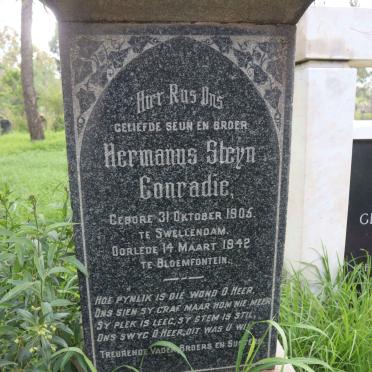 Hier Rus Ons
GELIEFDE SEUN EN BROER
Hermanus Steyn
Conradie,
GEBORE 31 OKTOBER 1905.
TE SWELLENDAM.
OORLEDE 14 MAART 1942
TE BLOEMFONTEIN.
HOE PYNLIK IS DIE WOND O HEER,
ONS SIEN SY GRAF MAAR HOM NIE MEER
SY PLEK IS LEEG, SY STEM IS STIL,
ONS SWYG O HEER, DIT WAS U WIL
TREURENDE VADER BROERS EN
GE